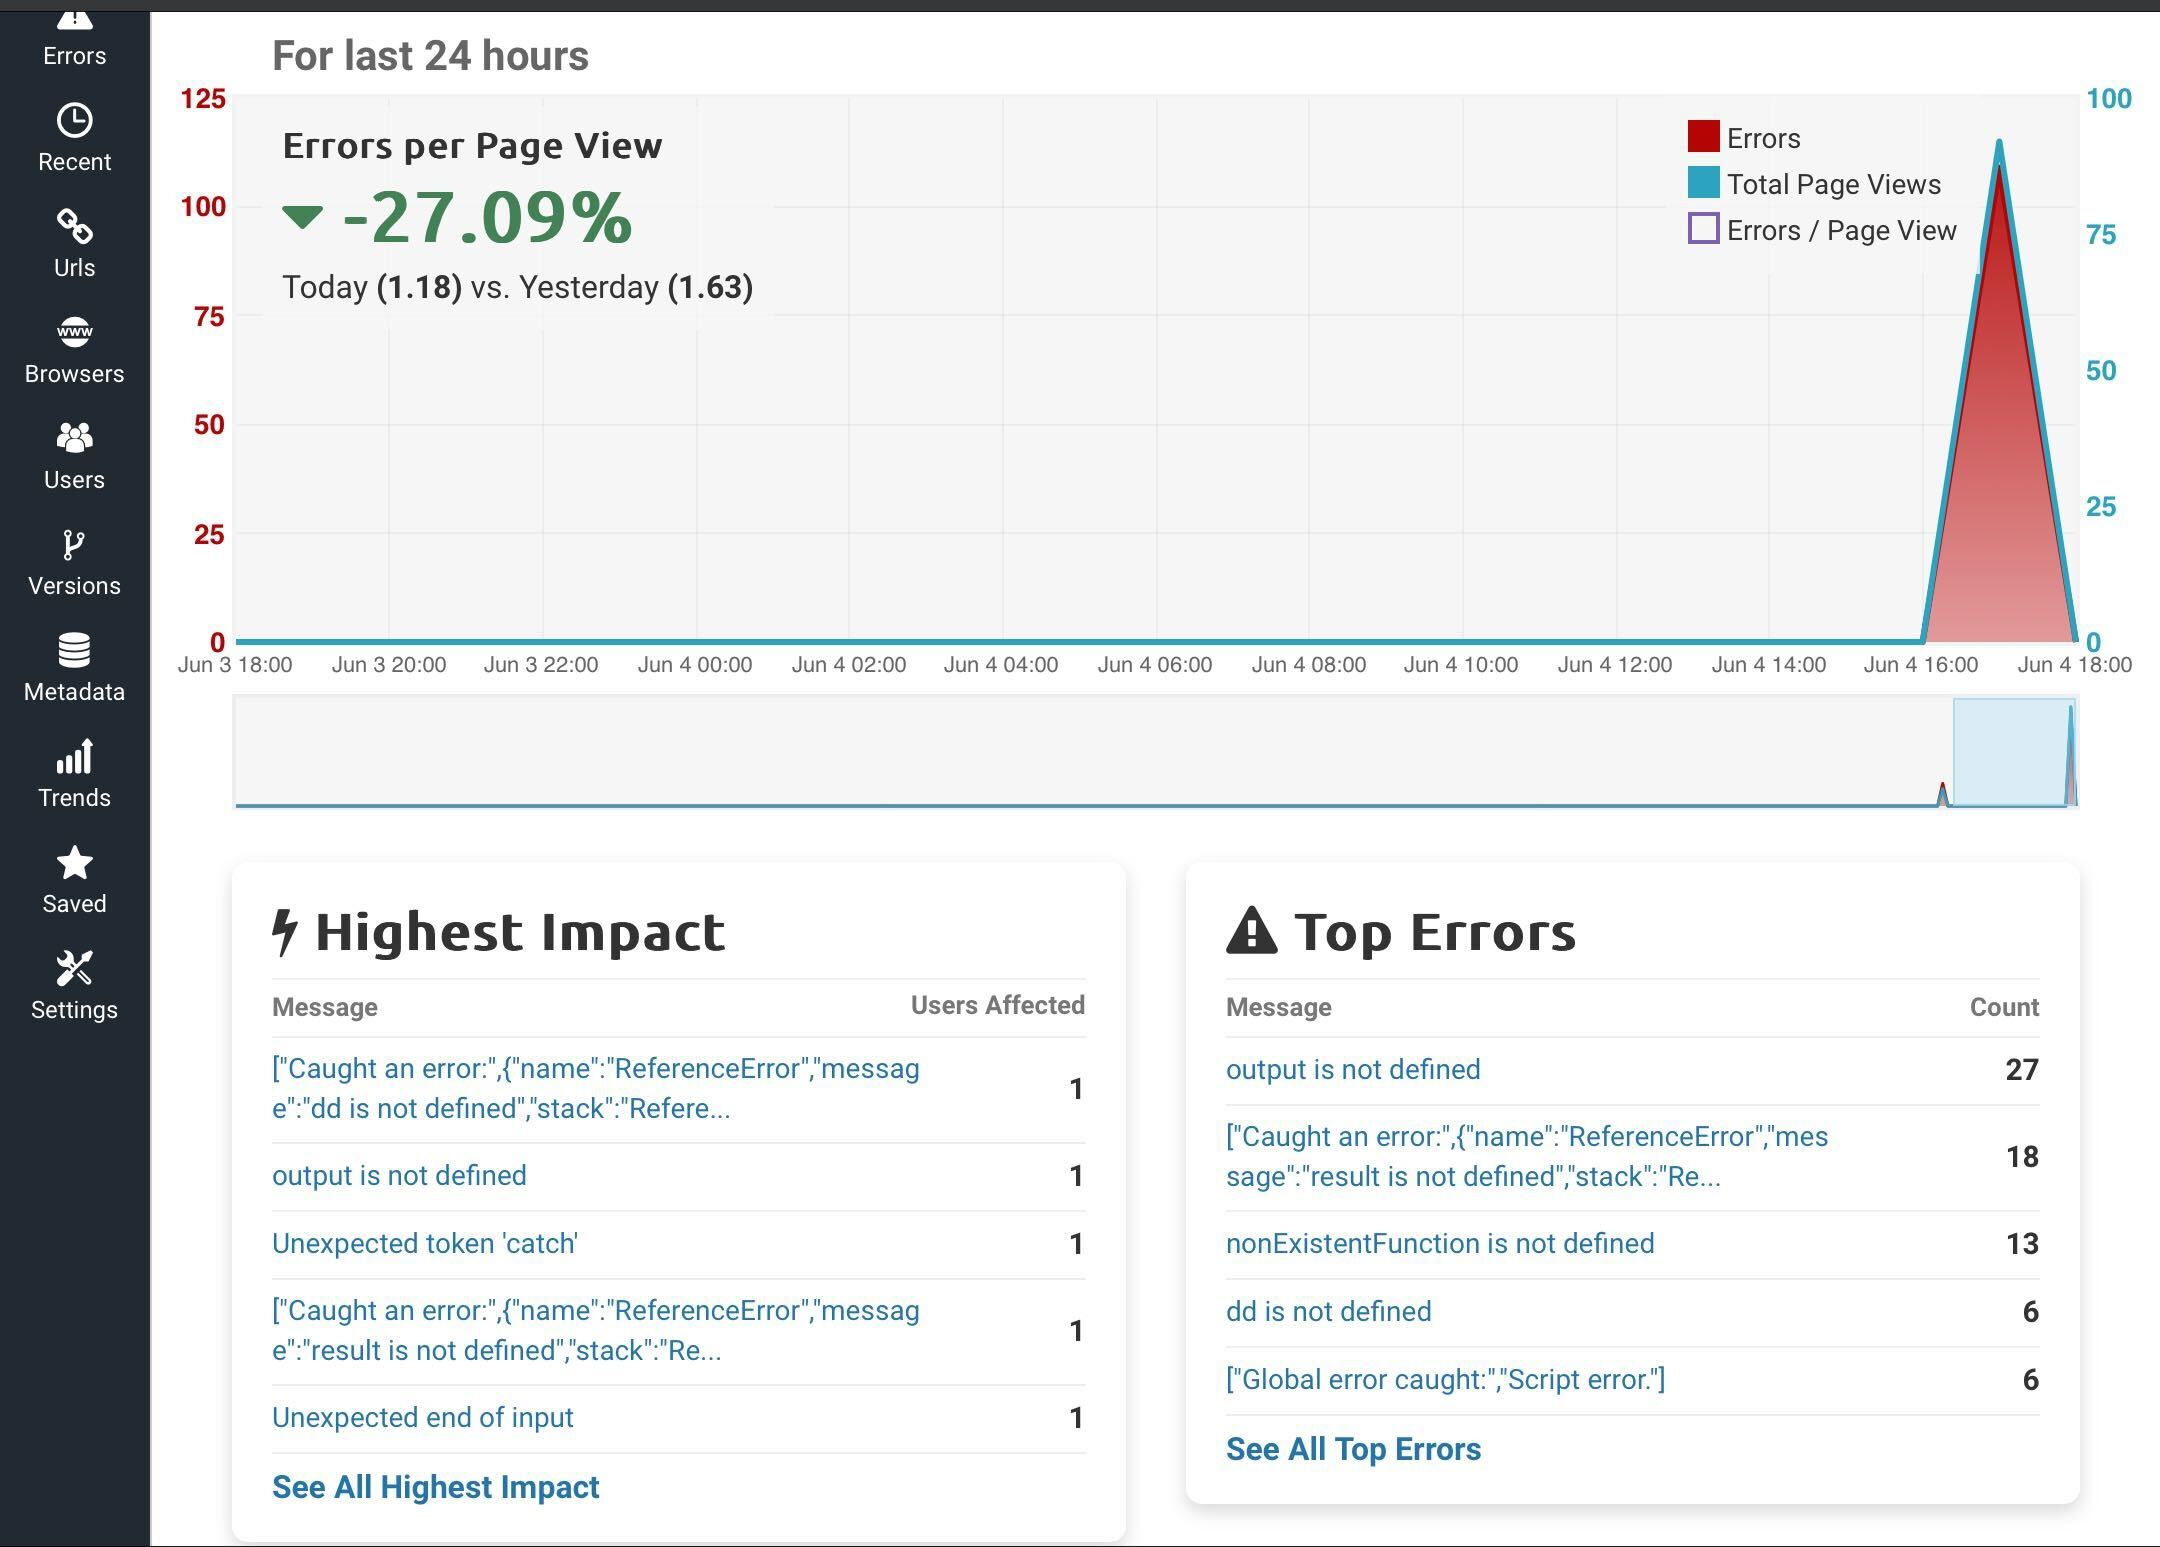 Errors
Recent
Urls
www
Browsers
Users
Versions
Metadata
Trends
Saved
Settings
For last 24 hours
125
100
75
50
25
0
100
75
50
25
0
Errors per Page View
-27.09%
Today (1.18) vs. Yesterday (1.63)
Errors
Total Page Views
Errors / Page View
Jun 3 18:00 Jun 3 20:00 Jun 3 22:00 Jun 4 00:00 Jun 4 02:00 Jun 4 04:00 Jun 4 06:00 Jun 4 08:00 Jun 4 10:00 Jun 4 12:00 Jun 4 14:00 Jun 4 16:00 Jun 4 18:00
Highest Impact
Message Users Affected
["Caught an error:",{"name":"ReferenceError","messag
e":"dd is not defined","stack":"Refere...
1
output is not defined 1
Unexpected token 'catch' 1
["Caught an error:",{"name":"ReferenceError","messag
e":"result is not defined","stack":"Re...
1
Unexpected end of input 1
See All Highest Impact
Top Errors
Message Count
output is not defined 27
["Caught an error:",{"name":"ReferenceError","mes
sage":"result is not defined","stack":"Re...
18
nonExistentFunction is not defined 13
dd is not defined 6
["Global error caught:","Script error."] 6
See All Top Errors